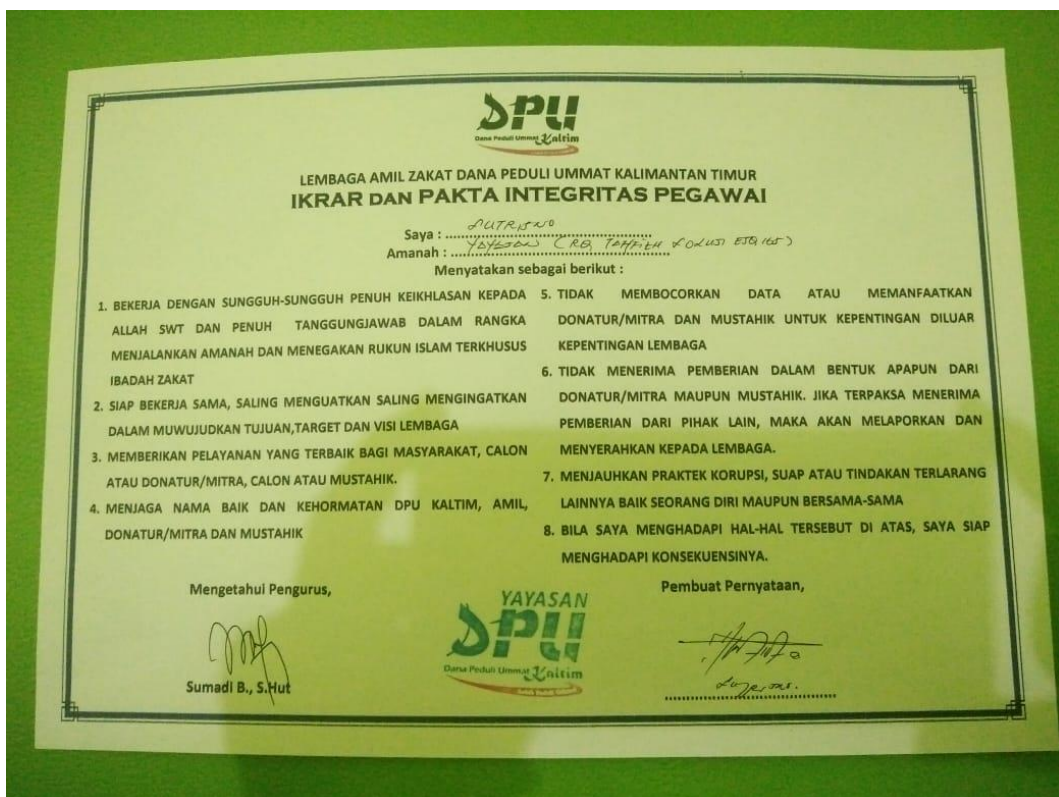 DPU
Dana Peduli Ummat Kaltim
LEMBAGA AMIL ZAKAT DANA PEDULI UMMAT KALIMANTAN TIMUR
IKRAR DAN PAKTA INTEGRITAS PEGAWAI
Saya : SUTRISNO
Amanah : YAYASAN (RQ, TAHFIZH SOLUSI ESQ 165)
Menyatakan sebagai berikut :
1. BEKERJA DENGAN SUNGGUH-SUNGGUH PENUH KEIKHLASAN KEPADA
ALLAH SWT DAN PENUH TANGGUNGJAWAB DALAM RANGKA
MENJALANKAN AMANAH DAN MENEGAKAN RUKUN ISLAM TERKHUSUS
IBADAH ZAKAT
2. SIAP BEKERJA SAMA, SALING MENGUATKAN SALING MENGINGATKAN
DALAM MUWUJUDKAN TUJUAN,TARGET DAN VISI LEMBAGA
3. MEMBERIKAN PELAYANAN YANG TERBAIK BAGI MASYARAKAT, CALON
ATAU DONATUR/MITRA, CALON ATAU MUSTAHIK.
4. MENJAGA NAMA BAIK DAN KEHORMATAN DPU KALTIM, AMIL,
DONATUR/MITRA DAN MUSTAHIK
5. TIDAK MEMBOCORKAN DATA ATAU MEMANFAATKAN
DONATUR/MITRA DAN MUSTAHIK UNTUK KEPENTINGAN DILUAR
KEPENTINGAN LEMBAGA
6. TIDAK MENERIMA PEMBERIAN DALAM BENTUK APAPUN DARI
DONATUR/MITRA MAUPUN MUSTAHIK. JIKA TERPAKSA MENERIMA
PEMBERIAN DARI PIHAK LAIN, MAKA AKAN MELAPORKAN DAN
MENYERAHKAN KEPADA LEMBAGA.
7. MENJAUHKAN PRAKTEK KORUPSI, SUAP ATAU TINDAKAN TERLARANG
LAINNYA BAIK SEORANG DIRI MAUPUN BERSAMA-SAMA
8. BILA SAYA MENGHADAPI HAL-HAL TERSEBUT DI ATAS, SAYA SIAP
MENGHADAPI KONSEKUENSINYA.
Mengetahui Pengurus,
Sumadi B., S.Hut
YAYASAN
DPU
Dana Peduli Ummat Kaltim
Pembuat Pernyataan,